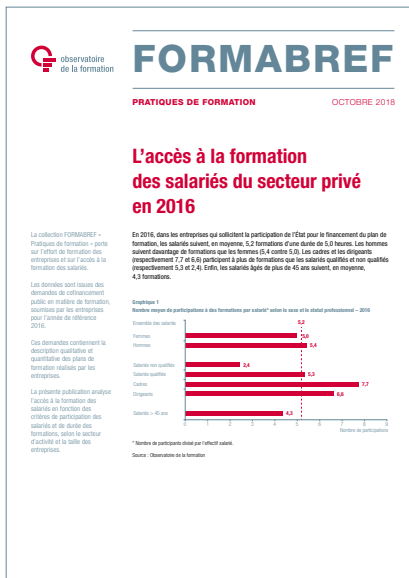 observatoire
de la formation
FORMABREF
PRATIQUES DE FORMATION
OCTOBRE 2018
L'accès à la formation
des salariés du secteur privé
en 2016
La collection FORMABREF «
Pratiques de formation » porte
sur l'effort de formation des
entreprises et sur l'accès à la
formation des salariés.
Les données sont issues des
demandes de cofinancement
public en matière de formation,
soumises par les entreprises
pour l'année de référence
2016.
Ces demandes contiennent la
description qualitative et
quantitative des plans de
formation réalisés par les
entreprises.
La présente publication analyse
l'accès à la formation des
salariés en fonction des
critères de participation des
salariés et de durée des
formations, selon le secteur
d'activité et la taille des
entreprises.
En 2016, dans les entreprises qui sollicitent la participation de l'État pour le financement du plan de
formation, les salariés suivent, en moyenne, 5,2 formations d'une durée de 5,0 heures. Les hommes
suivent davantage de formations que les femmes (5,4 contre 5,0). Les cadres et les dirigeants
(respectivement 7,7 et 6,6) participent à plus de formations que les salariés qualifiés et non qualifiés
(respectivement 5,3 et 2,4). Enfin, les salariés âgés de plus de 45 ans suivent, en moyenne,
4,3 formations.
Graphique 1
Nombre moyen de participations à des formations par salarié* selon le sexe et le statut professionnel – 2016
Ensemble des salariés
5,2
Femmes
5,0
Hommes
5,4
Salariés non qualifiés
2,4
Salariés qualifiés
5,3
Cadres
7,7
Dirigeants
6,6
Salariés > 45 ans
4,3
0 1 2 3 4 5 6 7 8 9
Nombre de participations
* Nombre de participants divisé par l'effectif salarié.
Source : Observatoire de la formation